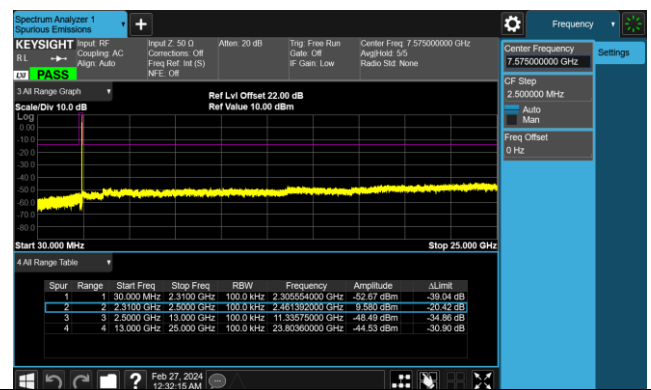 Spectrum Analyzer 1
Spurious Emissions
Frequency
KEYSIGHT
Input: RF
Coupling: AC
Align: Auto
Input Z: 50 Ω
Corrections: Off
Freq Ref: Int (S)
NFE: Off
Atten: 20 dB
Trig: Free Run
Gate: Off
IF Gain: Low
Center Freq: 7.575000000 GHz
Avg|Hold: 5/5
Radio Std: None
RL
LXI PASS
Center Frequency
7.575000000 GHz
Settings
CF Step
2.500000 MHz
Auto
Man
Freq Offset
0 Hz
3 All Range Graph
Scale/Div 10.0 dB
Ref Lvl Offset 22.00 dB
Ref Value 10.00 dBm
Log
0.00
-10.0
-20.0
-30.0
-40.0
-50.0
-60.0
-70.0
-80.0
Start 30.000 MHz
Stop 25.000 GHz
4 All Range Table
Spur Range Start Freq Stop Freq RBW Frequency Amplitude ΔLimit
1 1 30.000 MHz 2.3100 GHz 100.0 kHz 2.305554000 GHz -52.67 dBm -39.04 dB
2 2 2.3100 GHz 2.5000 GHz 100.0 kHz 2.461392000 GHz 9.580 dBm -20.42 dB
3 3 2.5000 GHz 13.000 GHz 100.0 kHz 11.33575000 GHz -48.49 dBm -34.86 dB
4 4 13.000 GHz 25.000 GHz 100.0 kHz 23.80360000 GHz -44.53 dBm -30.90 dB
?
Feb 27, 2024
12:32:15 AM